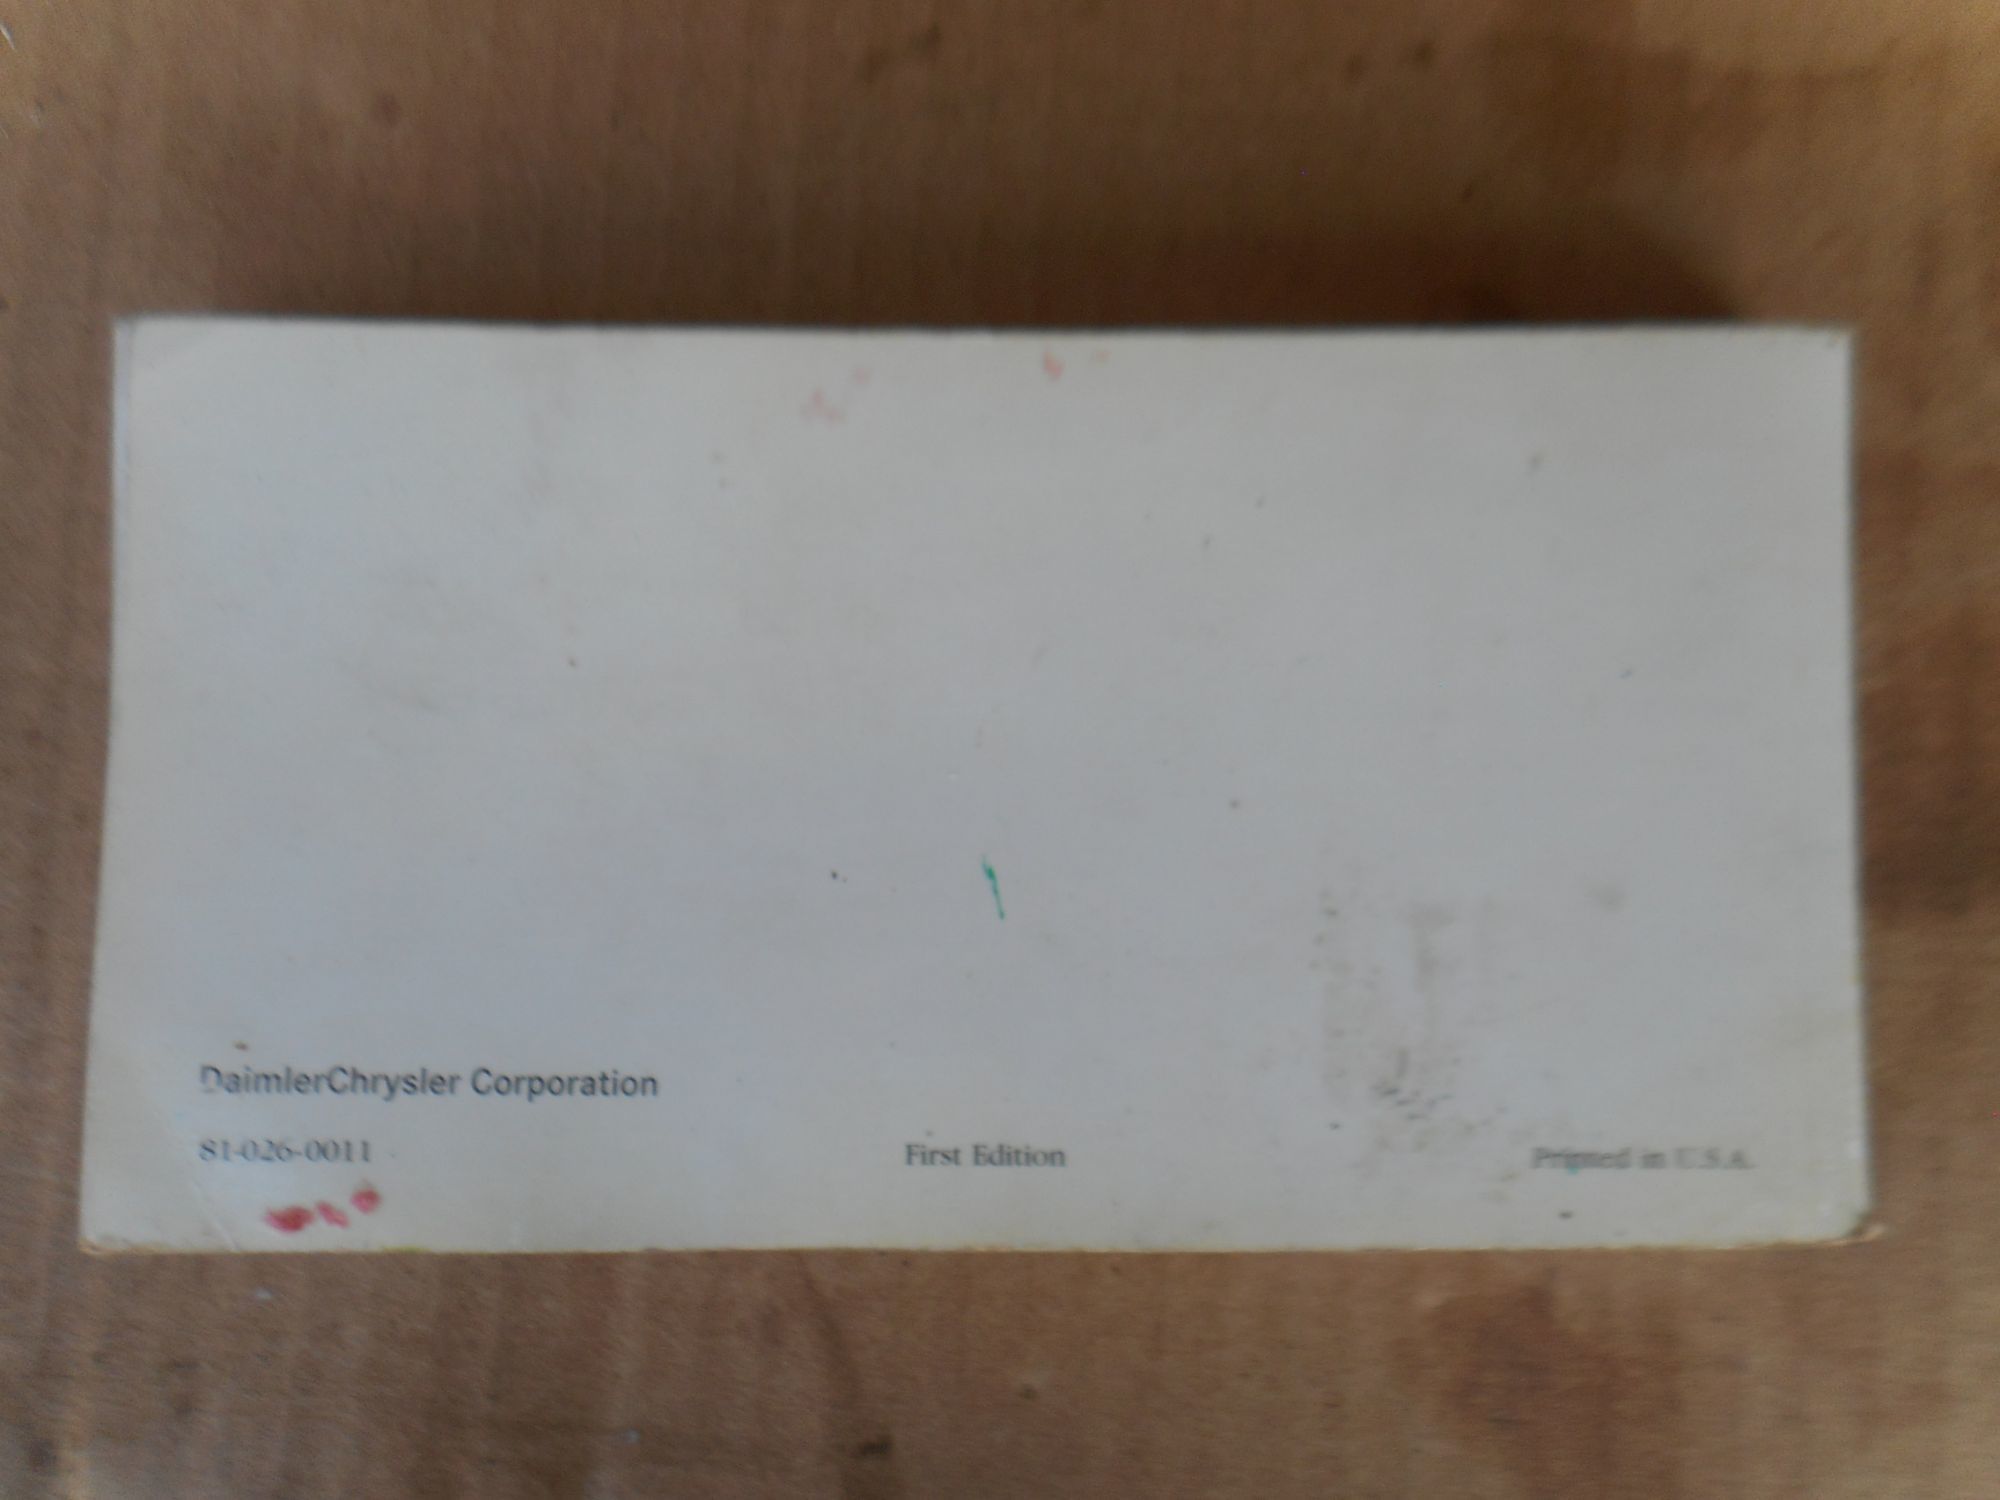 DaimlerChrysler Corporation
81-026-0011 First Edition Printed in U.S.A.